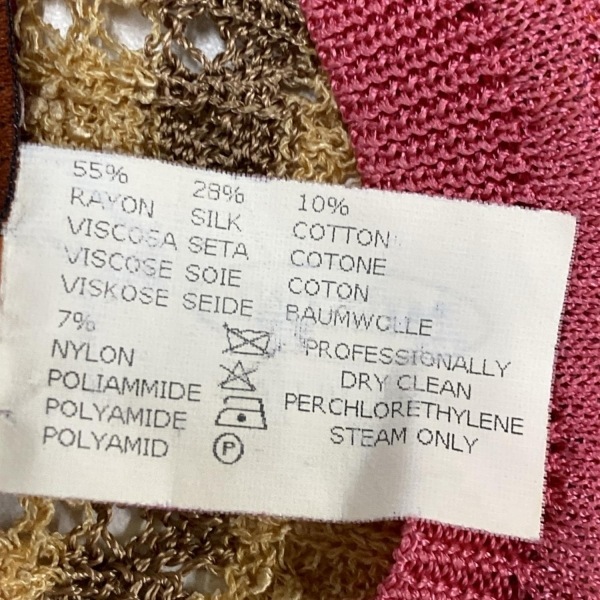 55%
RAYON
VISCOSA
VISCOSE
VISKOSE
28%
SILK
SETA
SOIE
SEIDE
10%
COTTON
COTONE
COTON
BAUMWOLLE
7%
NYLON
POLIAMMIDE
POLYAMIDE
POLYAMID
P
PROFESSIONALLY
DRY CLEAN
PERCHLORETHYLENE
STEAM ONLY